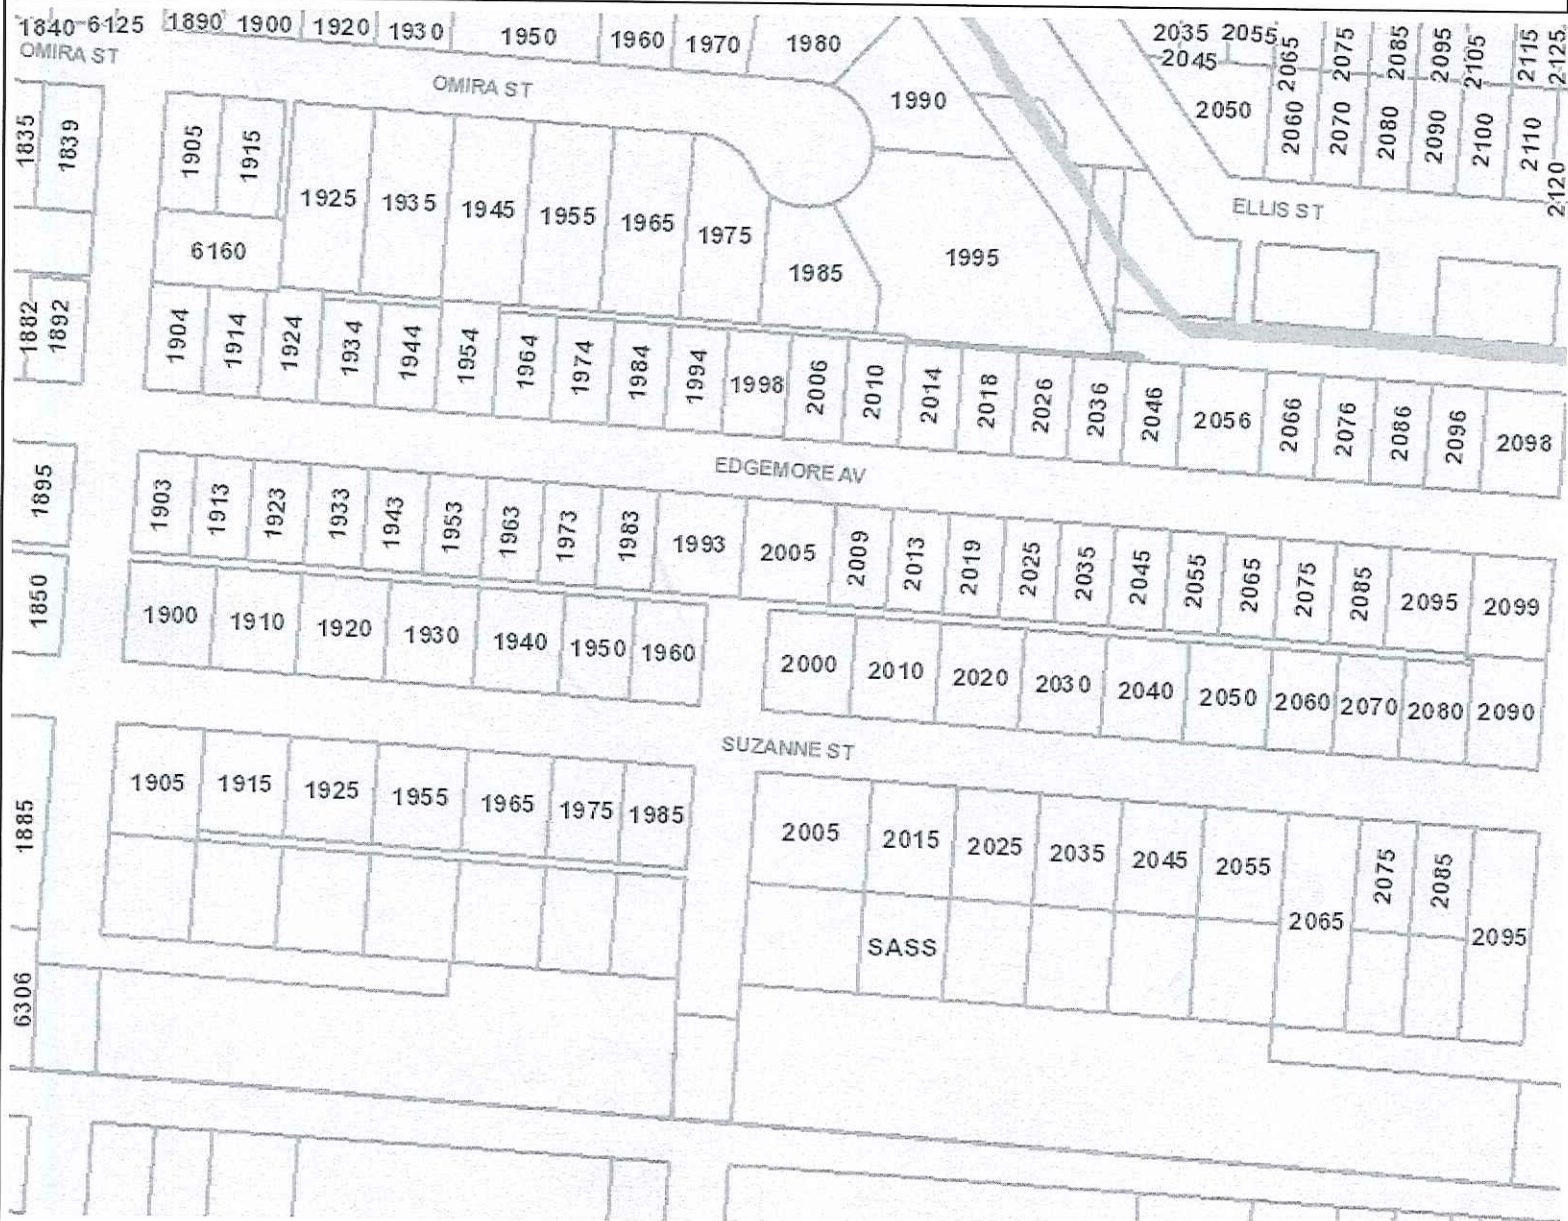 1840 6125 1890 1900 1920 1930 1950 1960 1970 1980 2035 2055 2065 2075 2085 2095 2105 2115 2125
OMIRA ST
2045
OMIRA ST
1990 2050 2060 2070 2080 2090 2100 2110 2120
1835 1839 1905 1915
1925 1935 1945 1955 1965 1975 1985 1995
ELLIS ST
6160
1882 1892 1904 1914 1924 1934 1944 1954 1964 1974 1984 1994 1998 2006 2010 2014 2018 2026 2036 2046 2056 2066 2076 2086 2096 2098
EDGEMORE AV
1895 1903 1913 1923 1933 1943 1953 1963 1973 1983 1993 2005 2009 2013 2019 2025 2035 2045 2055 2065 2075 2085 2095 2099
1850 1900 1910 1920 1930 1940 1950 1960 2000 2010 2020 2030 2040 2050 2060 2070 2080 2090
SUZANNE ST
1885 1905 1915 1925 1955 1965 1975 1985 2005 2015 2025 2035 2045 2055 2065 2075 2085 2095
SASS
6306